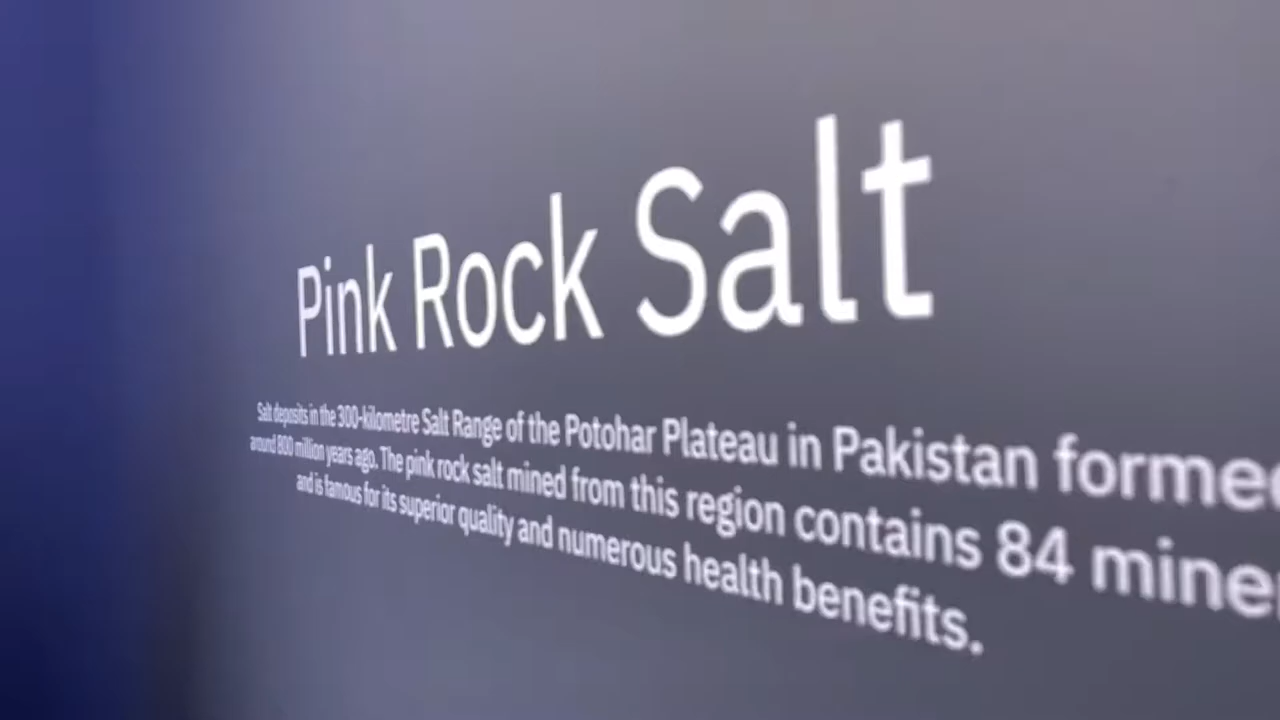 Pink Rock Salt
Salt deposits in the 300-kilometre Salt Range of the Potohar Plateau in Pakistan formed
around 800 million years ago. The pink rock salt mined from this region contains 84 miner
and is famous for its superior quality and numerous health benefits.